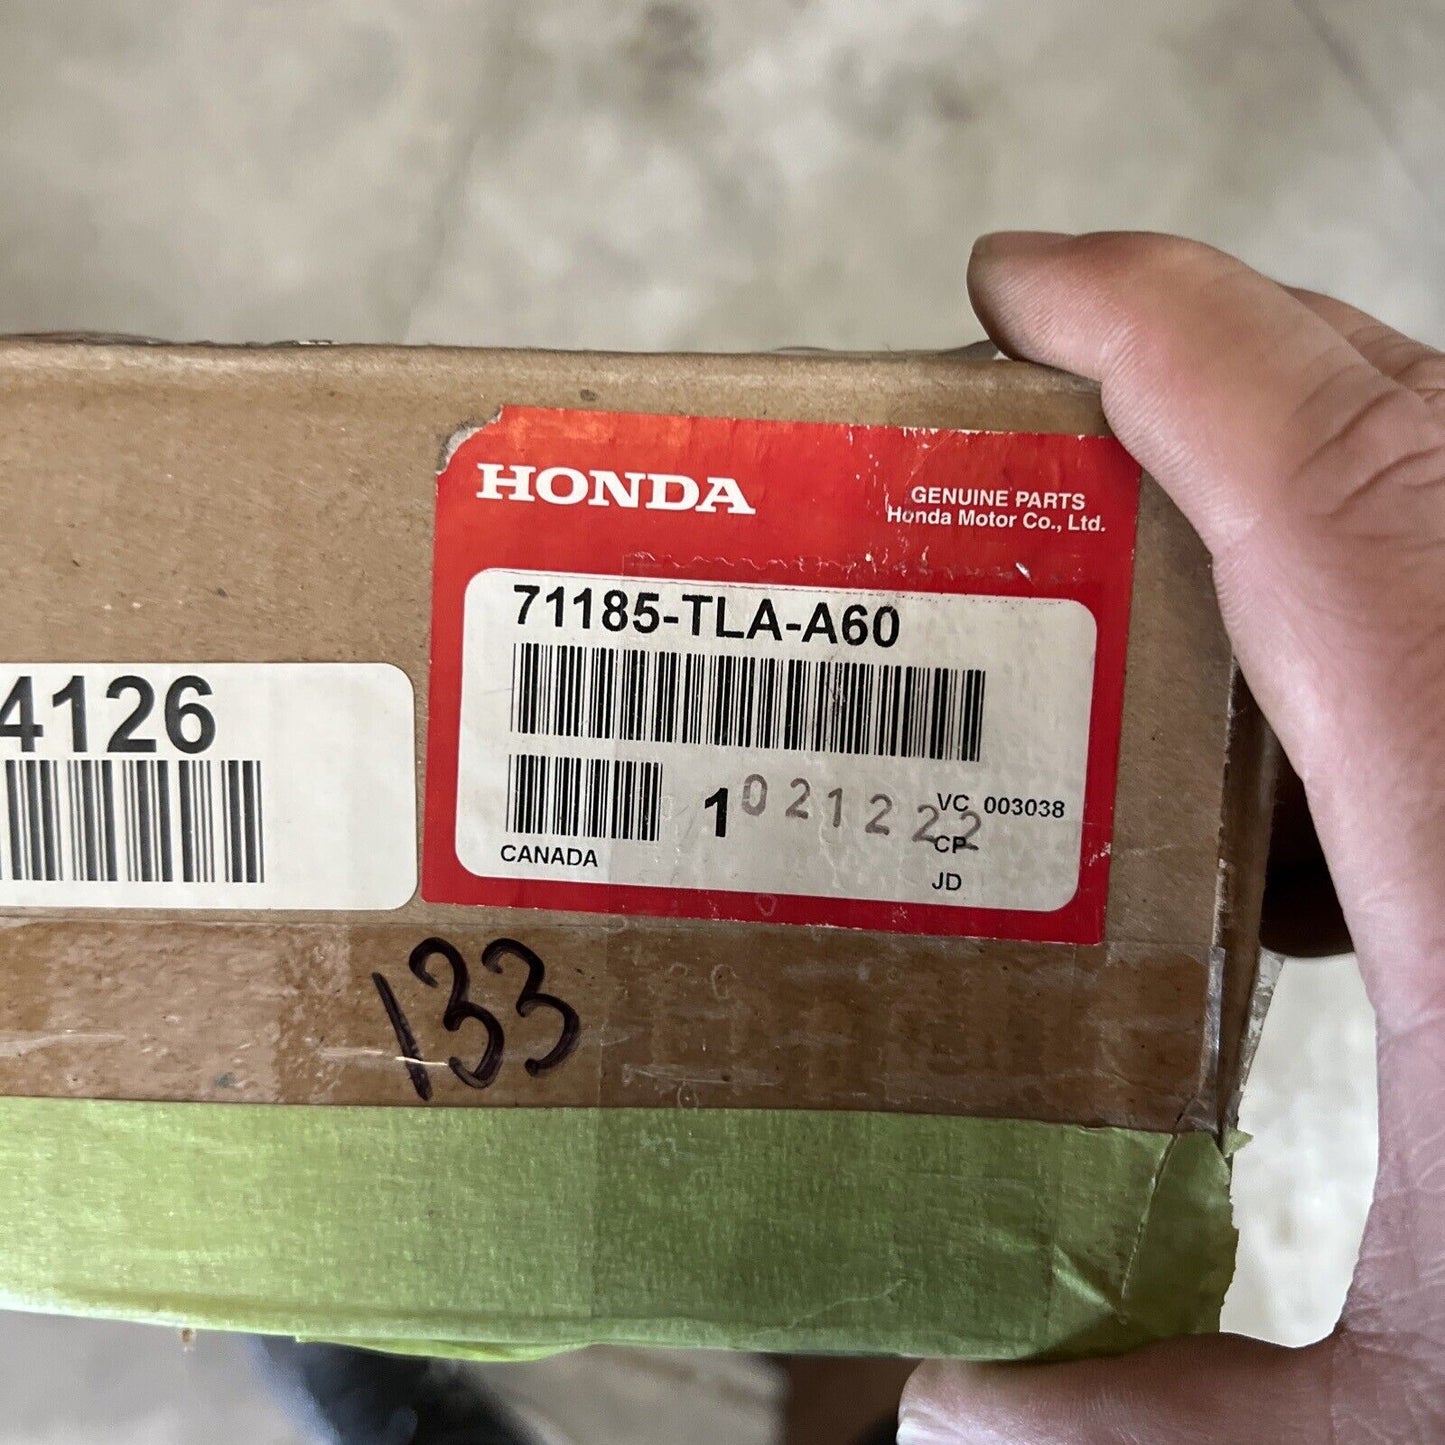 HONDA
GENUINE PARTS
Honda Motor Co., Ltd.
71185-TLA-A60
4126
1
021222
VC 003038
CP
JD
CANADA
133